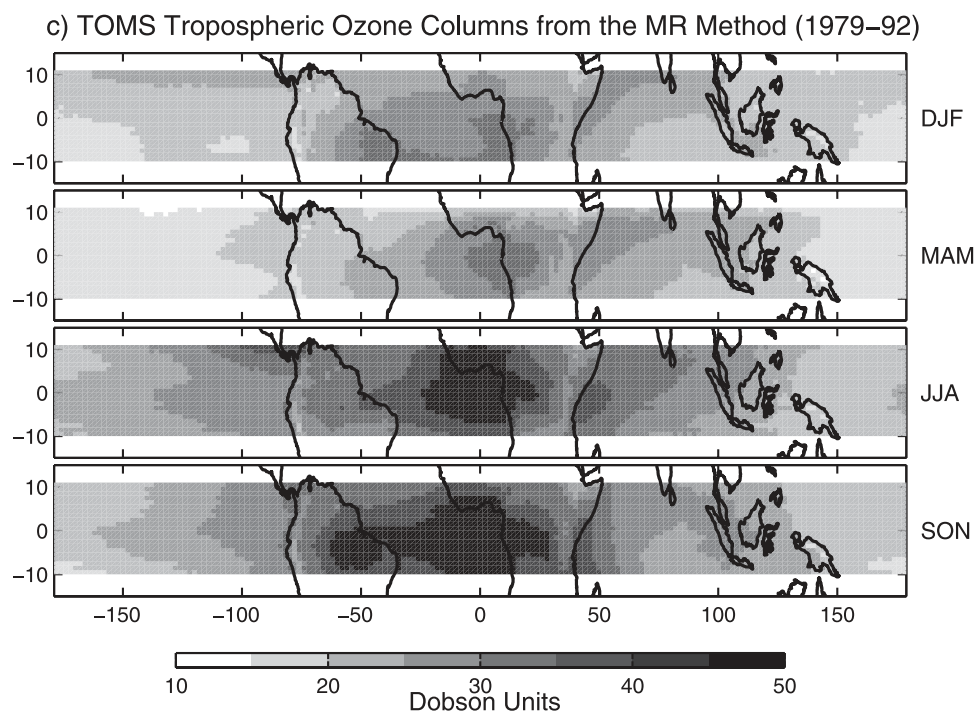 c) TOMS Tropospheric Ozone Columns from the MR Method (1979–92)
10
0
−10
DJF
10
0
−10
MAM
10
0
−10
JJA
10
0
−10
SON
−150 −100 −50 0 50 100 150
10 20 30 40 50
Dobson Units